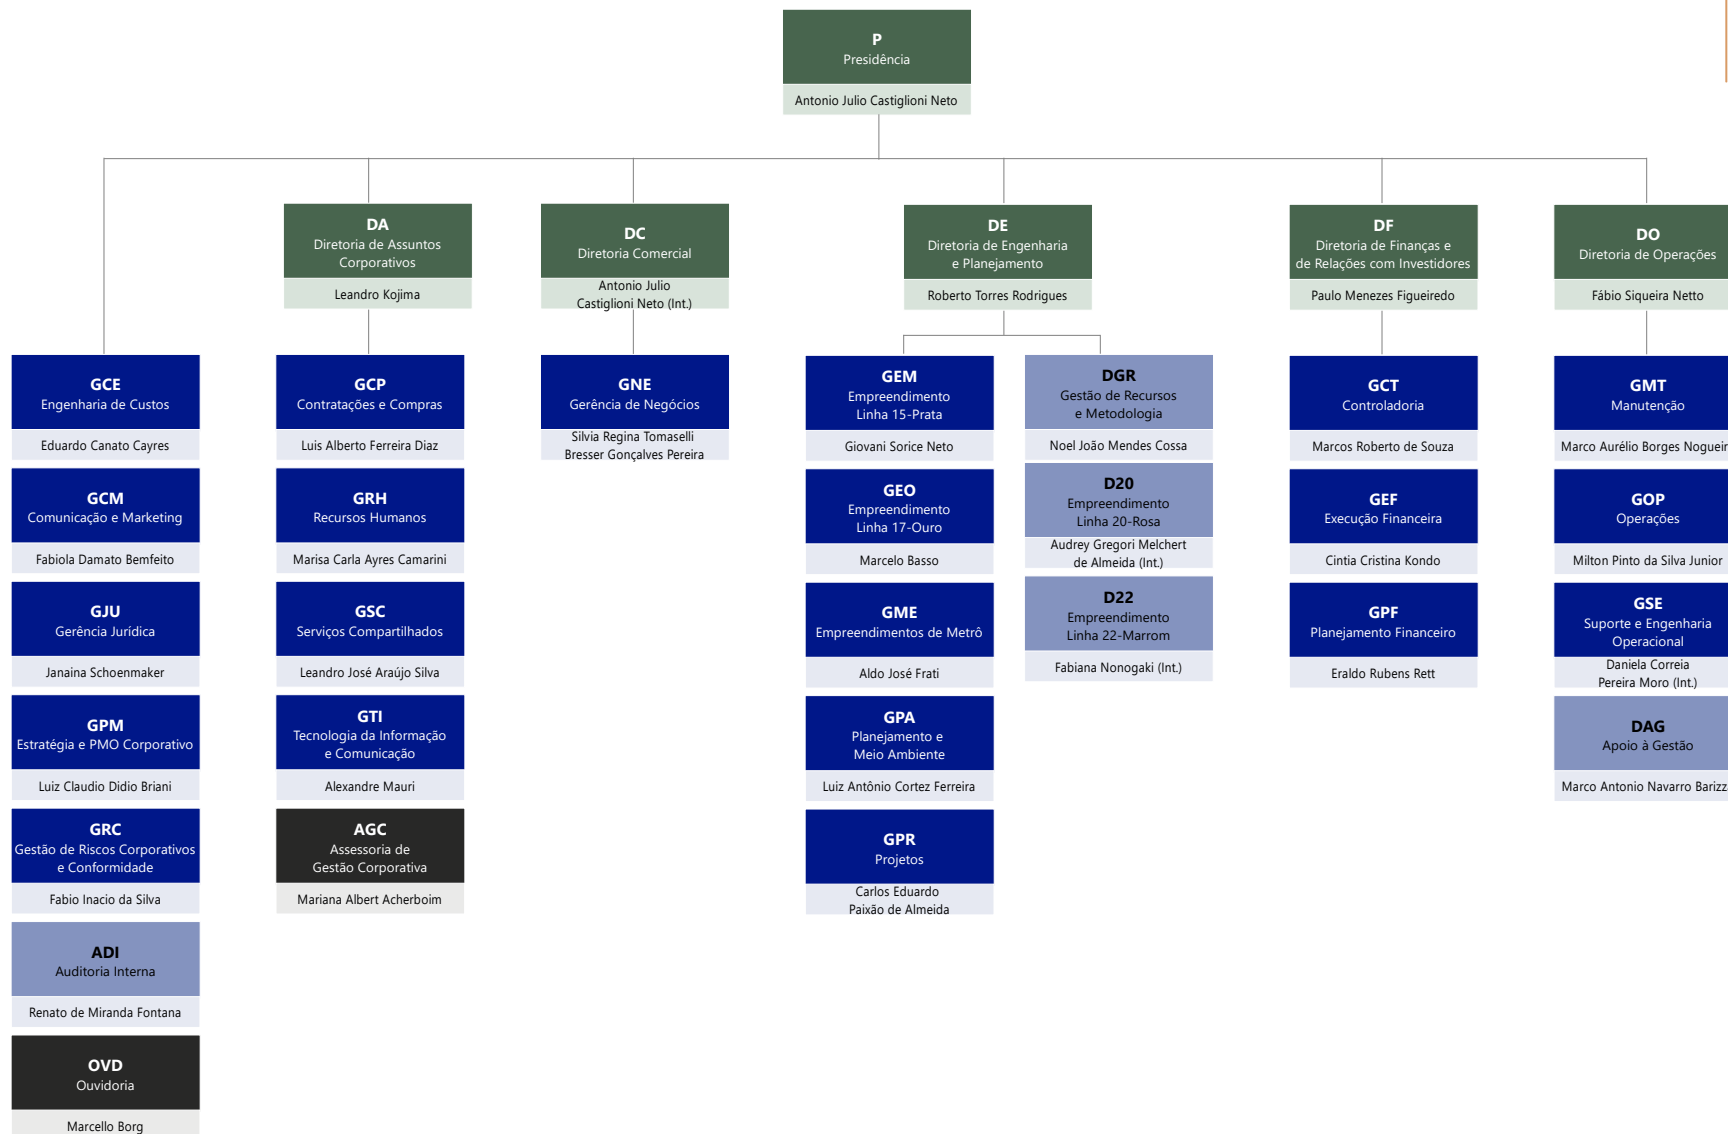 P
Presidência
Antonio Julio Castiglioni Neto
DA
Diretoria de Assuntos
Corporativos
Leandro Kojima
DC
Diretoria Comercial
Antonio Julio
Castiglioni Neto (Int.)
DE
Diretoria de Engenharia
e Planejamento
Roberto Torres Rodrigues
DF
Diretoria de Finanças e
de Relações com Investidores
Paulo Menezes Figueiredo
DO
Diretoria de Operações
Fábio Siqueira Netto
GCE
Engenharia de Custos
Eduardo Canato Cayres
GCM
Comunicação e Marketing
Fabiola Damato Bemfeito
GJU
Gerência Jurídica
Janaina Schoenmaker
GPM
Estratégia e PMO Corporativo
Luiz Claudio Didio Briani
GRC
Gestão de Riscos Corporativos
e Conformidade
Fabio Inacio da Silva
ADI
Auditoria Interna
Renato de Miranda Fontana
OVD
Ouvidoria
Marcello Borg
GCP
Contratações e Compras
Luis Alberto Ferreira Diaz
GRH
Recursos Humanos
Marisa Carla Ayres Camarini
GSC
Serviços Compartilhados
Leandro José Araújo Silva
GTI
Tecnologia da Informação
e Comunicação
Alexandre Mauri
AGC
Assessoria de
Gestão Corporativa
Mariana Albert Acherboim
GNE
Gerência de Negócios
Silvia Regina Tomaselli
Bresser Gonçalves Pereira
GEM
Empreendimento
Linha 15-Prata
Giovani Sorice Neto
GEO
Empreendimento
Linha 17-Ouro
Marcelo Basso
GME
Empreendimentos de Metrô
Aldo José Frati
GPA
Planejamento e
Meio Ambiente
Luiz Antônio Cortez Ferreira
GPR
Projetos
Carlos Eduardo
Paixão de Almeida
DGR
Gestão de Recursos
e Metodologia
Noel João Mendes Cossa
D20
Empreendimento
Linha 20-Rosa
Audrey Gregori Melchert
de Almeida (Int.)
D22
Empreendimento
Linha 22-Marrom
Fabiana Nonogaki (Int.)
GCT
Controladoria
Marcos Roberto de Souza
GEF
Execução Financeira
Cintia Cristina Kondo
GPF
Planejamento Financeiro
Eraldo Rubens Rett
GMT
Manutenção
Marco Aurélio Borges Nogueir
GOP
Operações
Milton Pinto da Silva Junior
GSE
Suporte e Engenharia
Operacional
Daniela Correia
Pereira Moro (Int.)
DAG
Apoio à Gestão
Marco Antonio Navarro Barizz